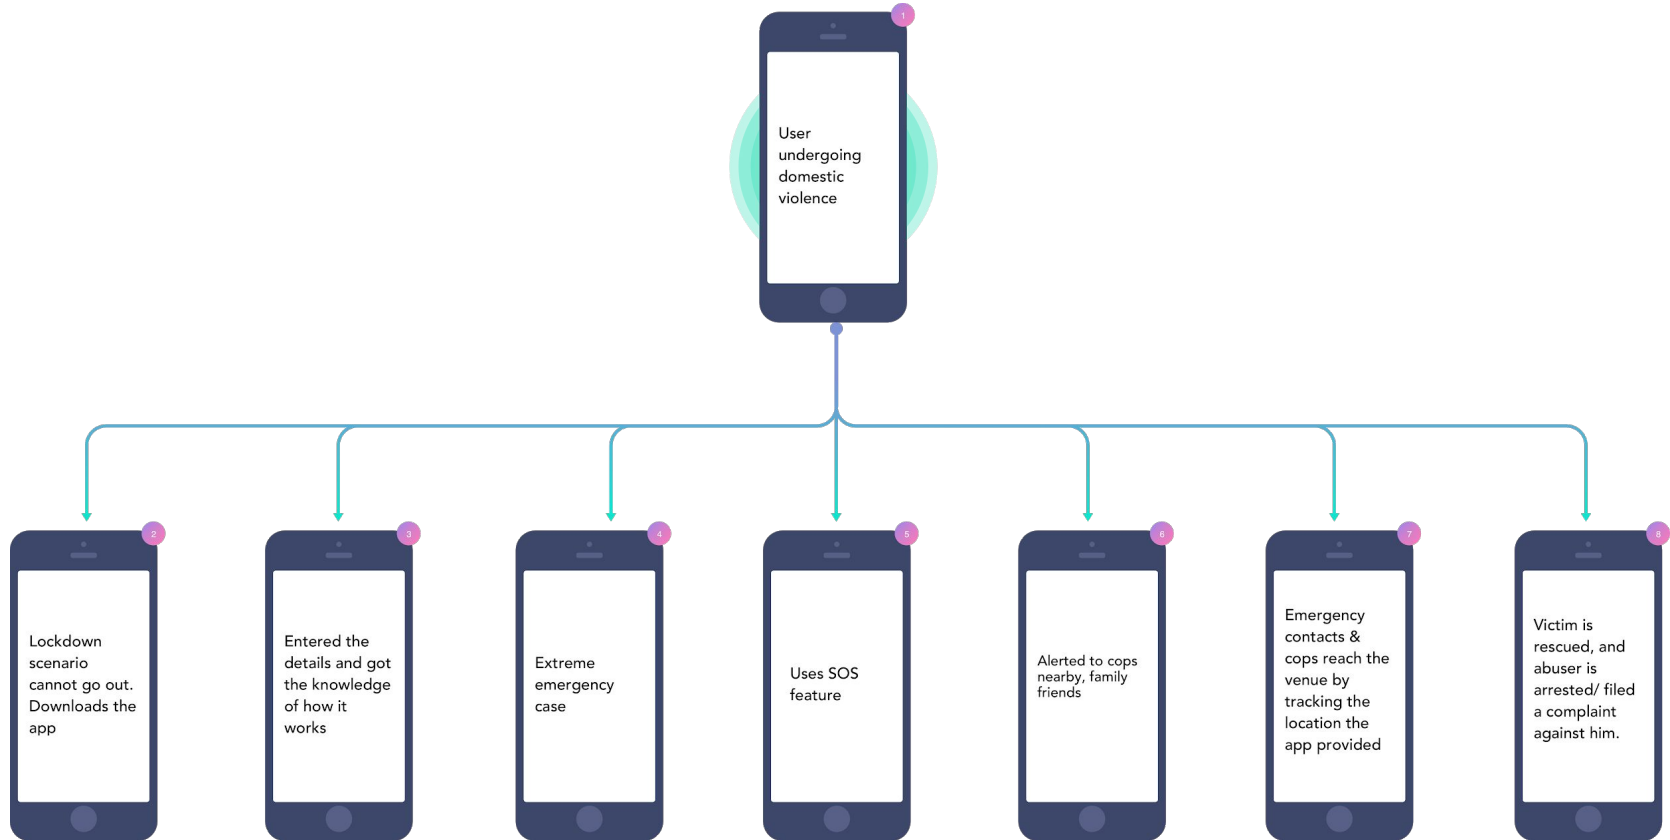 1
User
undergoing
domestic
violence
2
Lockdown
scenario
cannot go out.
Downloads the
app
3
Entered the
details and got
the knowledge
of how it
works
4
Extreme
emergency
case
5
Uses SOS
feature
6
Alerted to cops
nearby, family
friends
7
Emergency
contacts &
cops reach the
venue by
tracking the
location the
app provided
8
Victim is
rescued, and
abuser is
arrested/ filed
a complaint
against him.